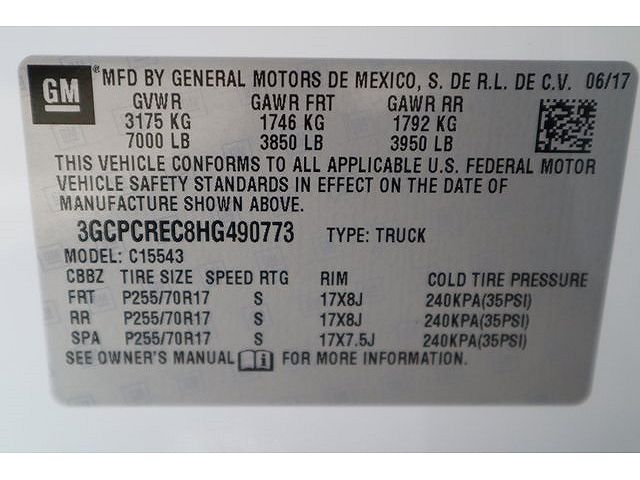 GM ® MFD BY GENERAL MOTORS DE MEXICO, S. DE R.L. DE C.V. 06/17
GVWR GAWR FRT GAWR RR
3175 KG 1746 KG 1792 KG
7000 LB 3850 LB 3950 LB
THIS VEHICLE CONFORMS TO ALL APPLICABLE U.S. FEDERAL MOTOR
VEHICLE SAFETY STANDARDS IN EFFECT ON THE DATE OF
MANUFACTURE SHOWN ABOVE.
3GCPCREC8HG490773 TYPE: TRUCK
MODEL: C15543
CBBZ TIRE SIZE SPEED RTG RIM COLD TIRE PRESSURE
FRT P255/70R17 S 17X8J 240KPA(35PSI)
RR P255/70R17 S 17X8J 240KPA(35PSI)
SPA P255/70R17 S 17X7.5J 240KPA(35PSI)
SEE OWNER'S MANUAL FOR MORE INFORMATION.